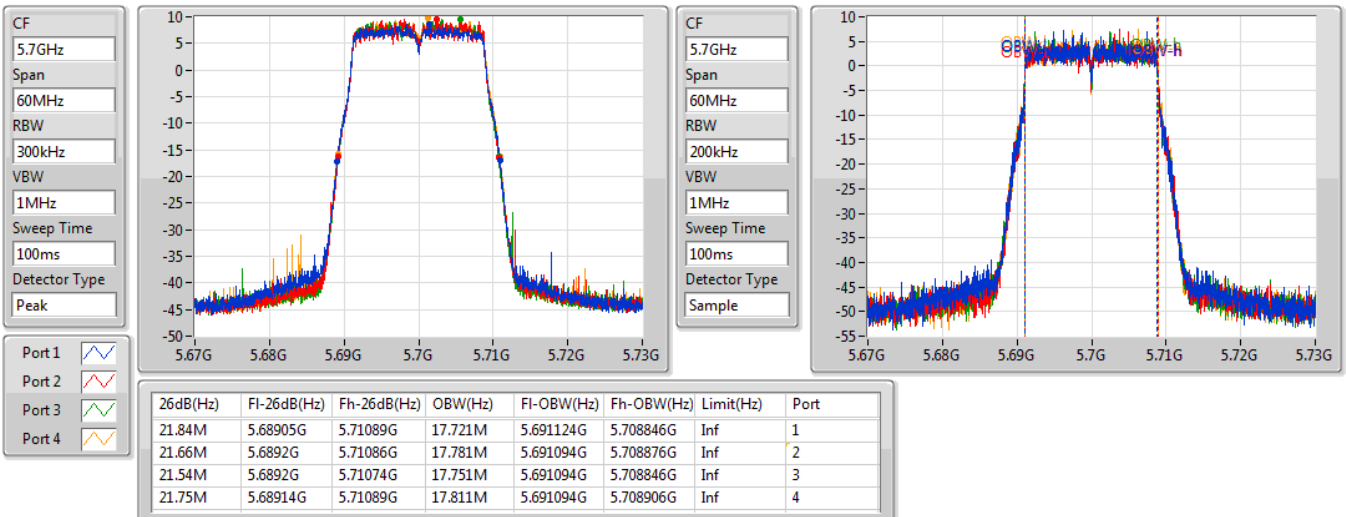 CF
5.7GHz
Span
60MHz
RBW
300kHz
VBW
1MHz
Sweep Time
100ms
Detector Type
Peak
10
5
0
-5
-10
-15
-20
-25
-30
-35
-40
-45
-50
5.67G 5.68G 5.69G 5.7G 5.71G 5.72G 5.73G
CF
5.7GHz
Span
60MHz
RBW
200kHz
VBW
1MHz
Sweep Time
100ms
Detector Type
Sample
10
5
0
-5
-10
-15
-20
-25
-30
-35
-40
-45
-50
-55
5.67G 5.68G 5.69G 5.7G 5.71G 5.72G 5.73G
Port 1
Port 2
Port 3
Port 4
26dB(Hz) Fl-26dB(Hz) Fh-26dB(Hz) OBW(Hz) Fl-OBW(Hz) Fh-OBW(Hz) Limit(Hz) Port
21.84M 5.68905G 5.71089G 17.721M 5.691124G 5.708846G Inf 1
21.66M 5.6892G 5.71086G 17.781M 5.691094G 5.708876G Inf 2
21.54M 5.6892G 5.71074G 17.751M 5.691094G 5.708846G Inf 3
21.75M 5.68914G 5.71089G 17.811M 5.691094G 5.708906G Inf 4